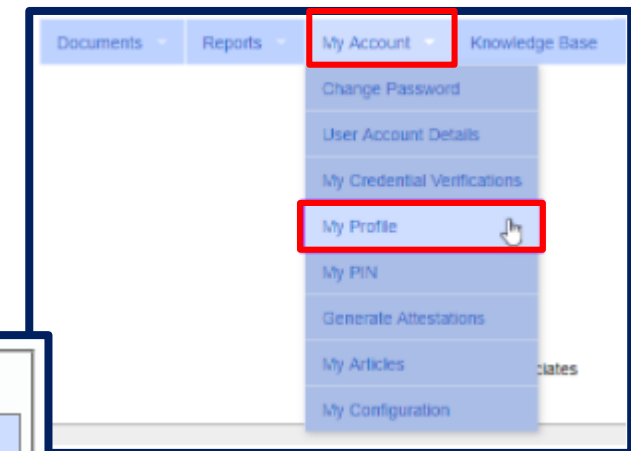 Documents Reports My Account Knowledge Base
Change Password
User Account Details
My Credential Verifications
My Profile
My PIN
Generate Attestations
My Articles
ciates
My Configuration